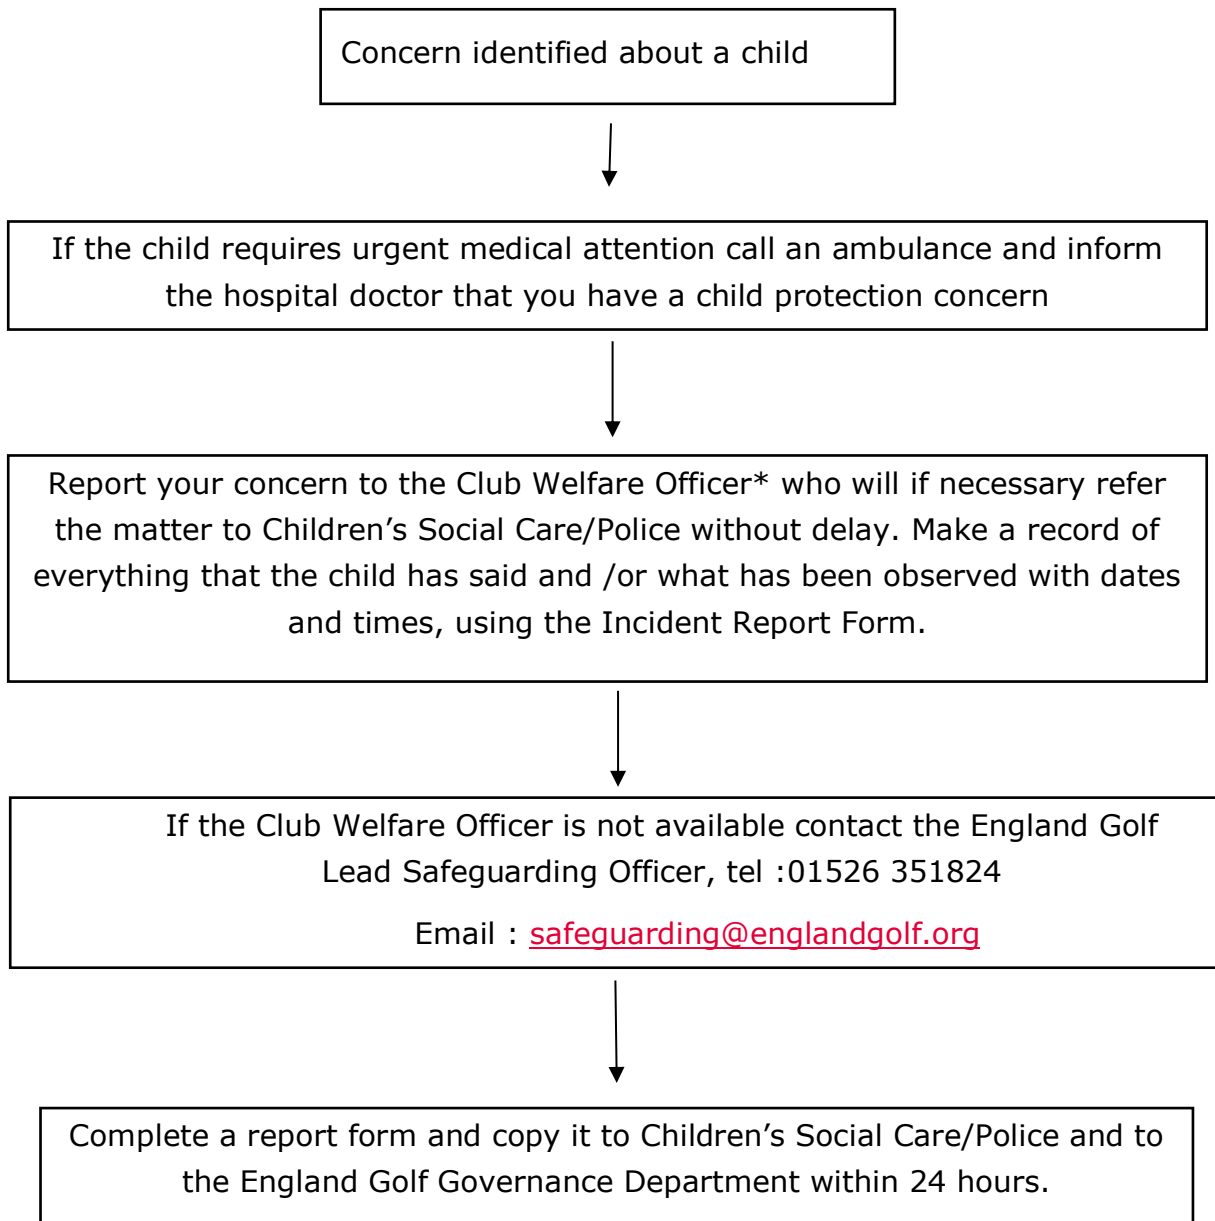 Concern identified about a child
If the child requires urgent medical attention call an ambulance and inform
the hospital doctor that you have a child protection concern
Report your concern to the Club Welfare Officer* who will if necessary refer
the matter to Children’s Social Care/Police without delay. Make a record of
everything that the child has said and /or what has been observed with dates
and times, using the Incident Report Form.
If the Club Welfare Officer is not available contact the England Golf
Lead Safeguarding Officer, tel :01526 351824
Email : safeguarding@englandgolf.org
Complete a report form and copy it to Children’s Social Care/Police and to
the England Golf Governance Department within 24 hours.